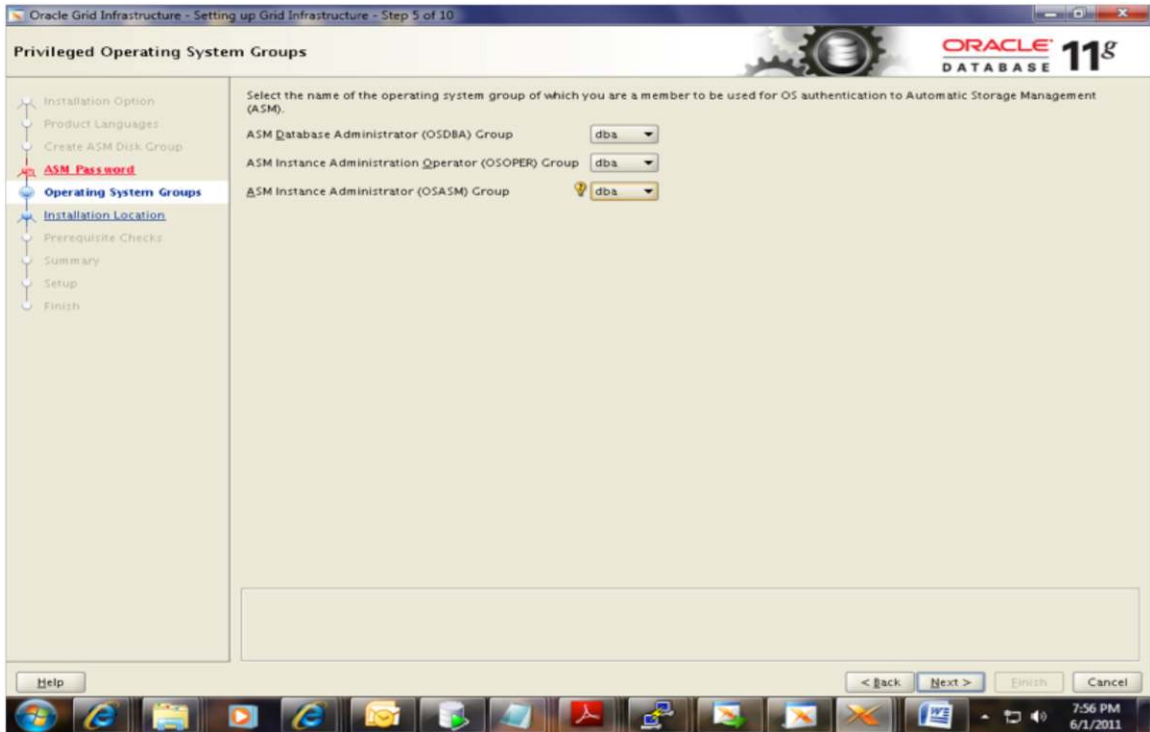 Oracle Grid Infrastructure - Setting up Grid Infrastructure - Step 5 of 10
Privileged Operating System Groups
ORACLE
DATABASE
11g
Installation Option
Product Languages
Create ASM Disk Group
ASM Password
Operating System Groups
Installation Location
Prerequisite Checks
Summary
Setup
Finish
Select the name of the operating system group of which you are a member to be used for OS authentication to Automatic Storage Management
(ASM).
ASM Database Administrator (OSDBA) Group dba
ASM Instance Administration Operator (OSOPER) Group dba
ASM Instance Administrator (OSASM) Group dba
Help
< Back Next > Finish Cancel
7:56 PM
6/1/2011